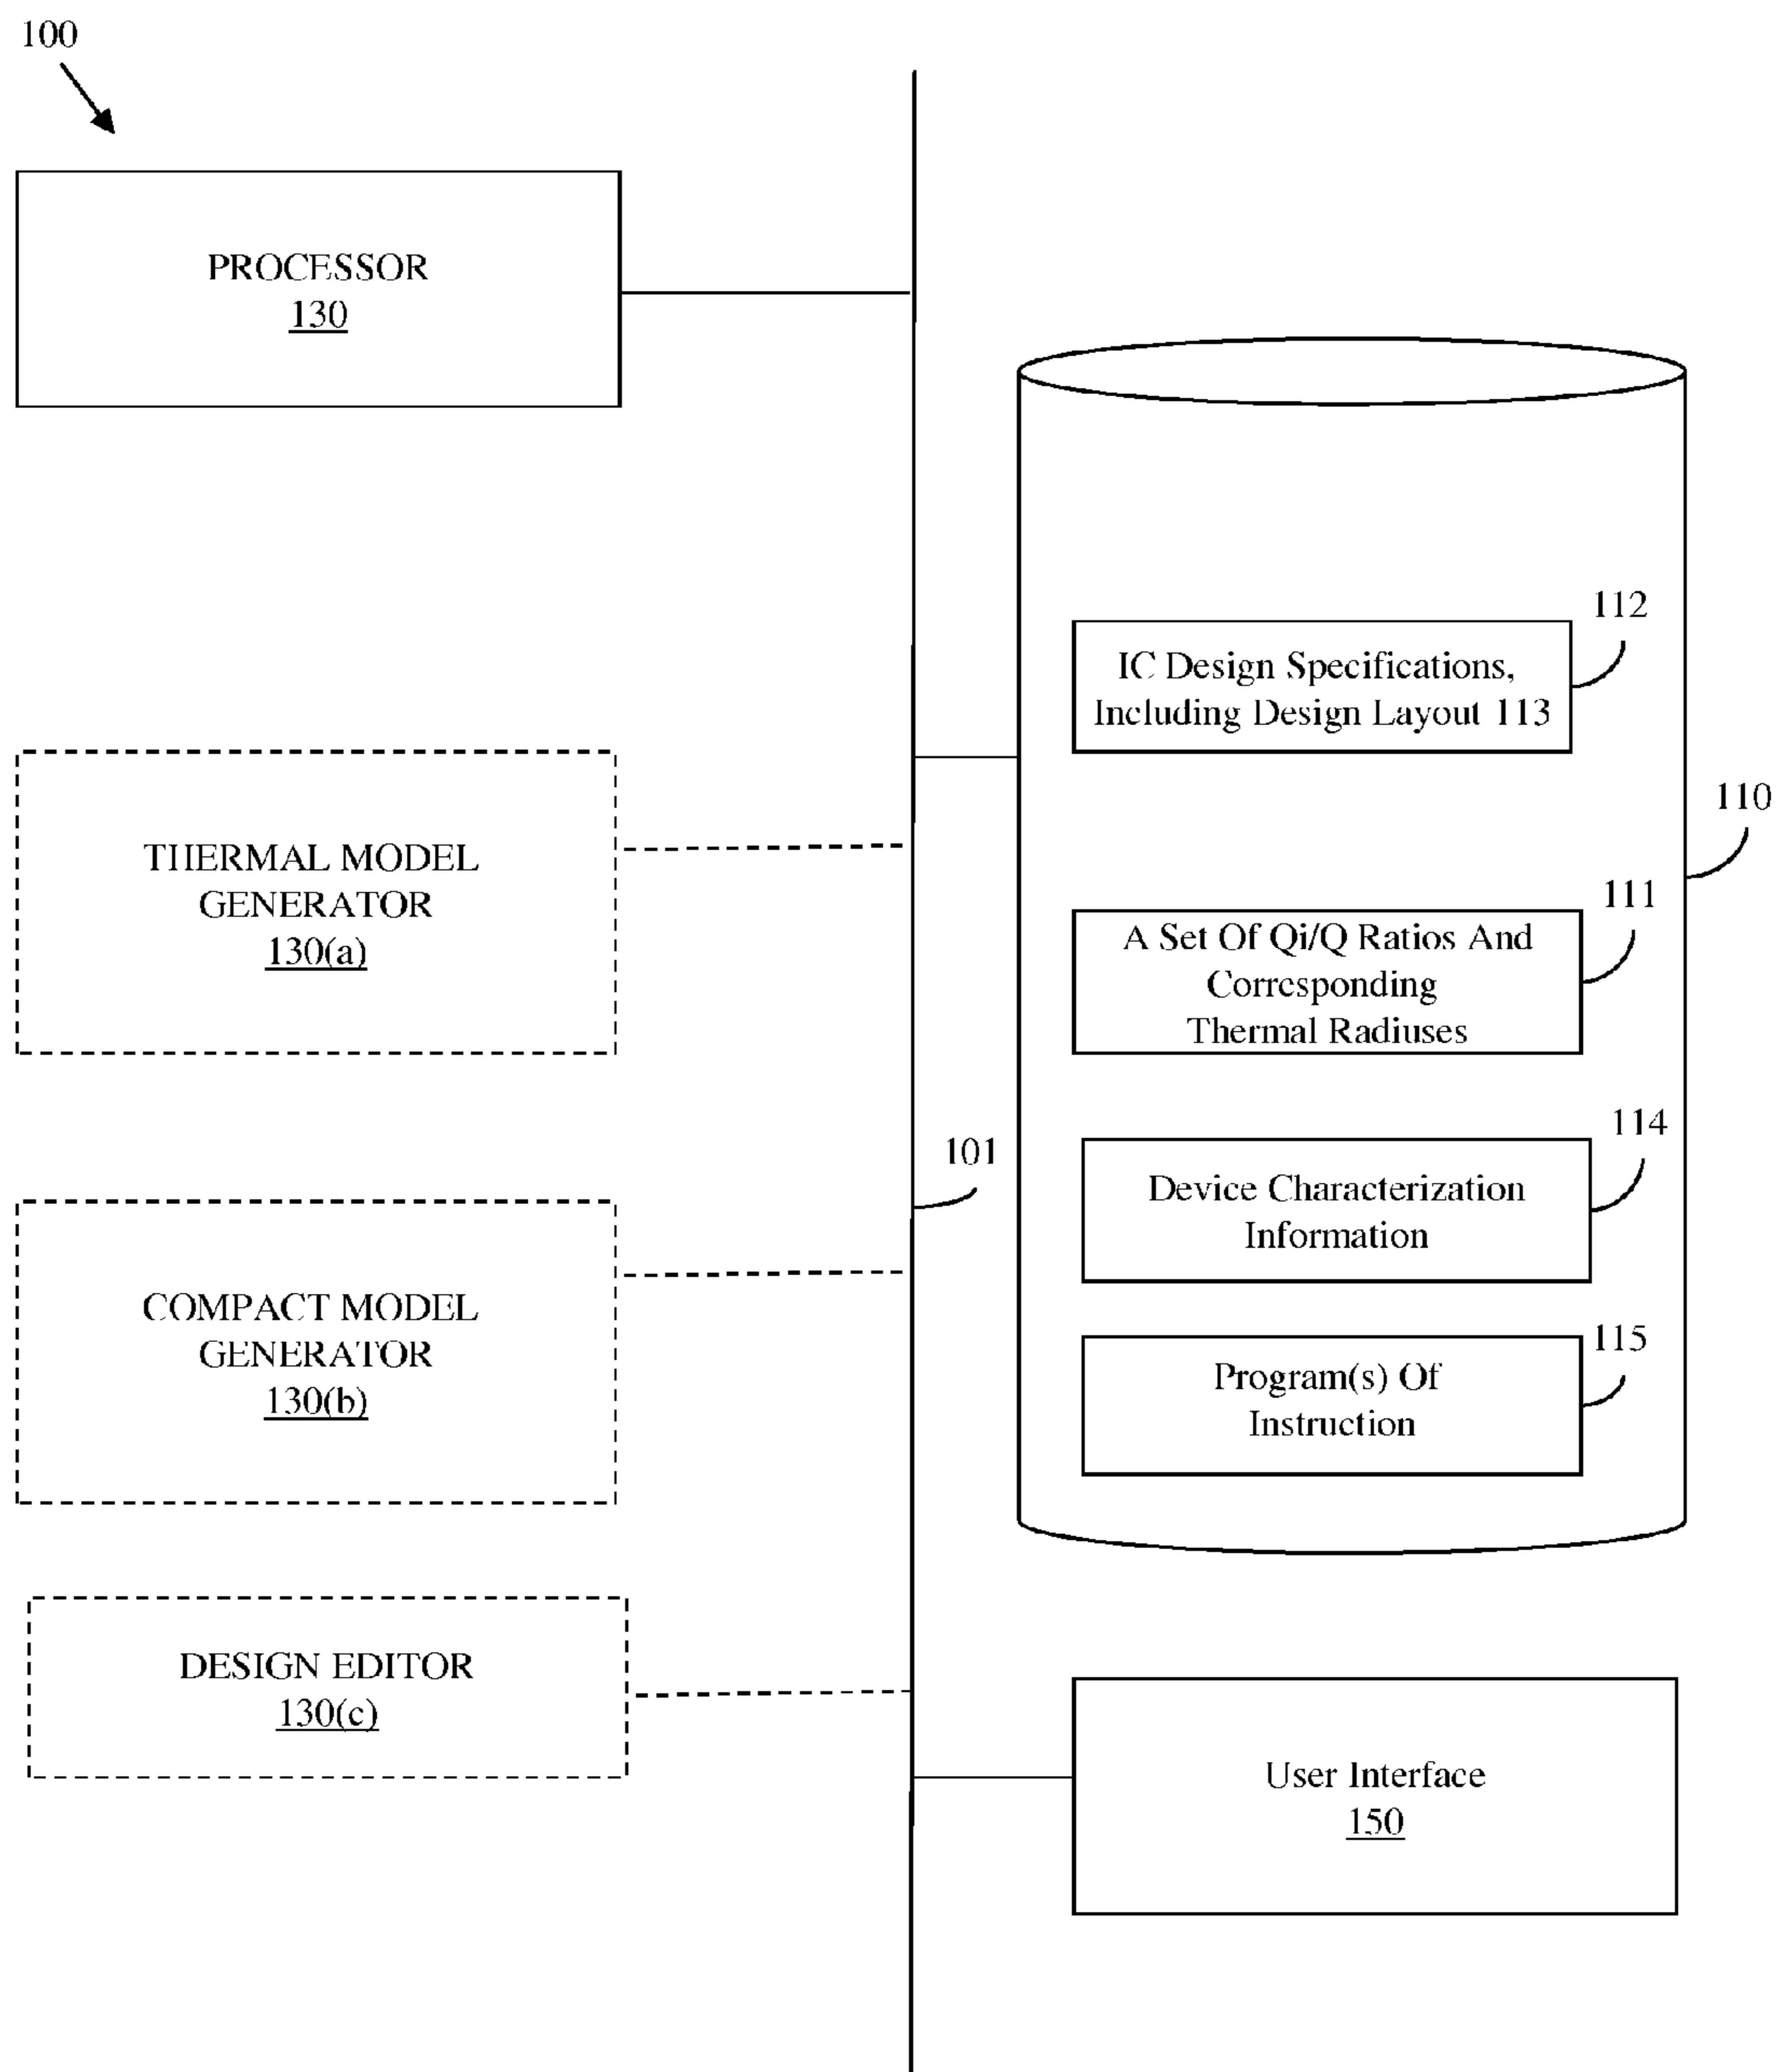 100
PROCESSOR
130
112
IC Design Specifications,
Including Design Layout 113
110
THERMAL MODEL
GENERATOR
130(a)
111
A Set Of Qi/Q Ratios And
Corresponding
Thermal Radiuses
101
114
Device Characterization
Information
COMPACT MODEL
GENERATOR
130(b)
115
Program(s) Of
Instruction
DESIGN EDITOR
130(c)
User Interface
150